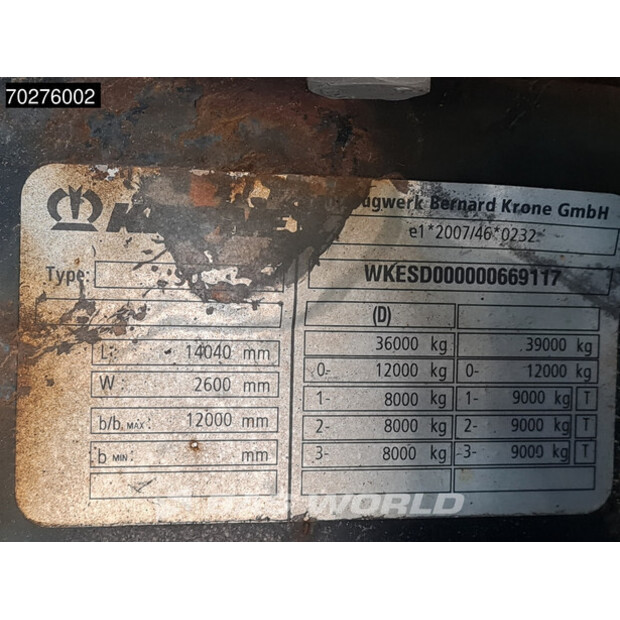 70276002
Bernard Krone GmbH
e1*2007/46*0232
Type:
WKESD000000669117
(D)
L: 14040 mm 36000 kg 39000 kg
W: 2600 mm 0- 12000 kg 0- 12000 kg
b/b MAX: 12000 mm 1- 8000 kg 1- 9000 kg T
2- 8000 kg 2- 9000 kg T
b MIN: mm 3- 8000 kg 3- 9000 kg T
WORLD